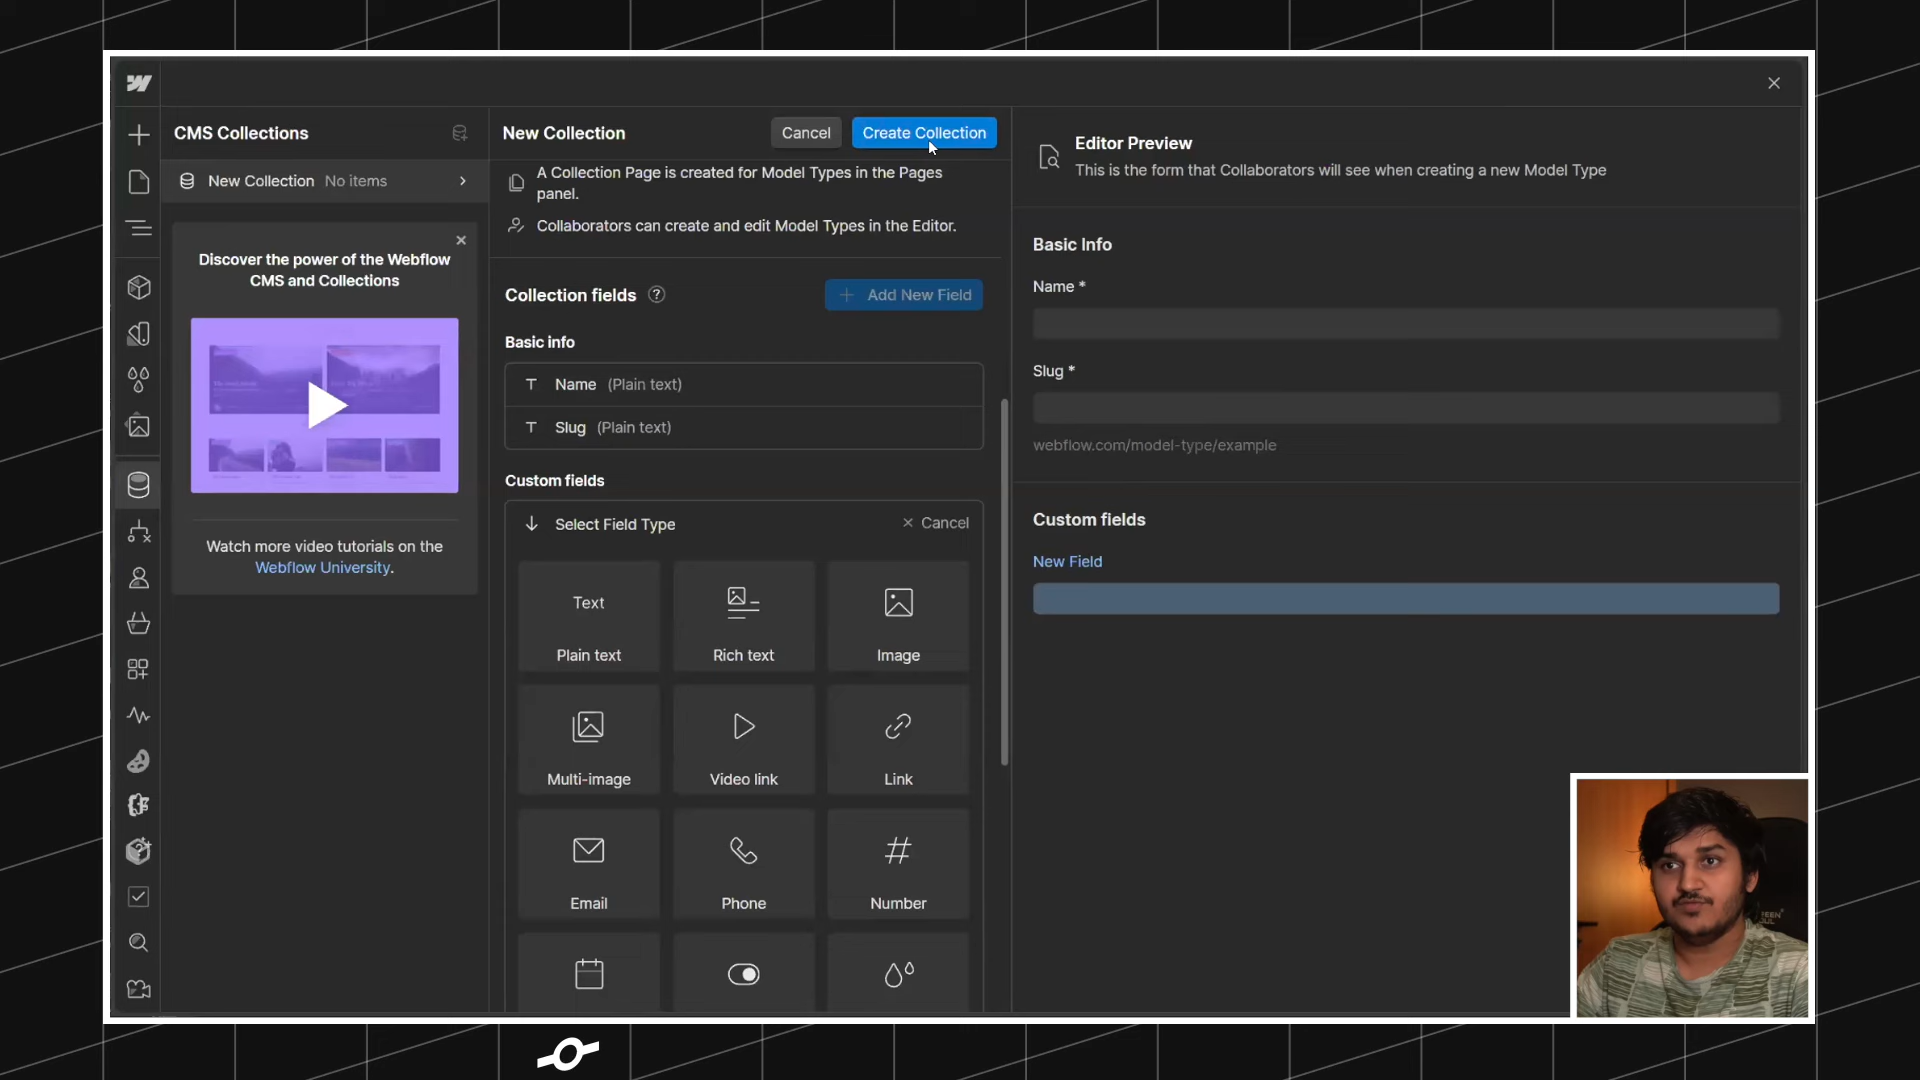 CMS Collections
New Collection No items
Discover the power of the Webflow
CMS and Collections
Watch more video tutorials on the
Webflow University.
New Collection
Cancel
Create Collection
A Collection Page is created for Model Types in the Pages
panel.
Collaborators can create and edit Model Types in the Editor.
Collection fields ?
+ Add New Field
Basic info
T Name (Plain text)
T Slug (Plain text)
Custom fields
Select Field Type
Cancel
Text
Plain text
Rich text
Image
Multi-image
Video link
Link
Email
Phone
Number
Editor Preview
This is the form that Collaborators will see when creating a new Model Type
Basic Info
Name *
Slug *
webflow.com/model-type/example
Custom fields
New Field